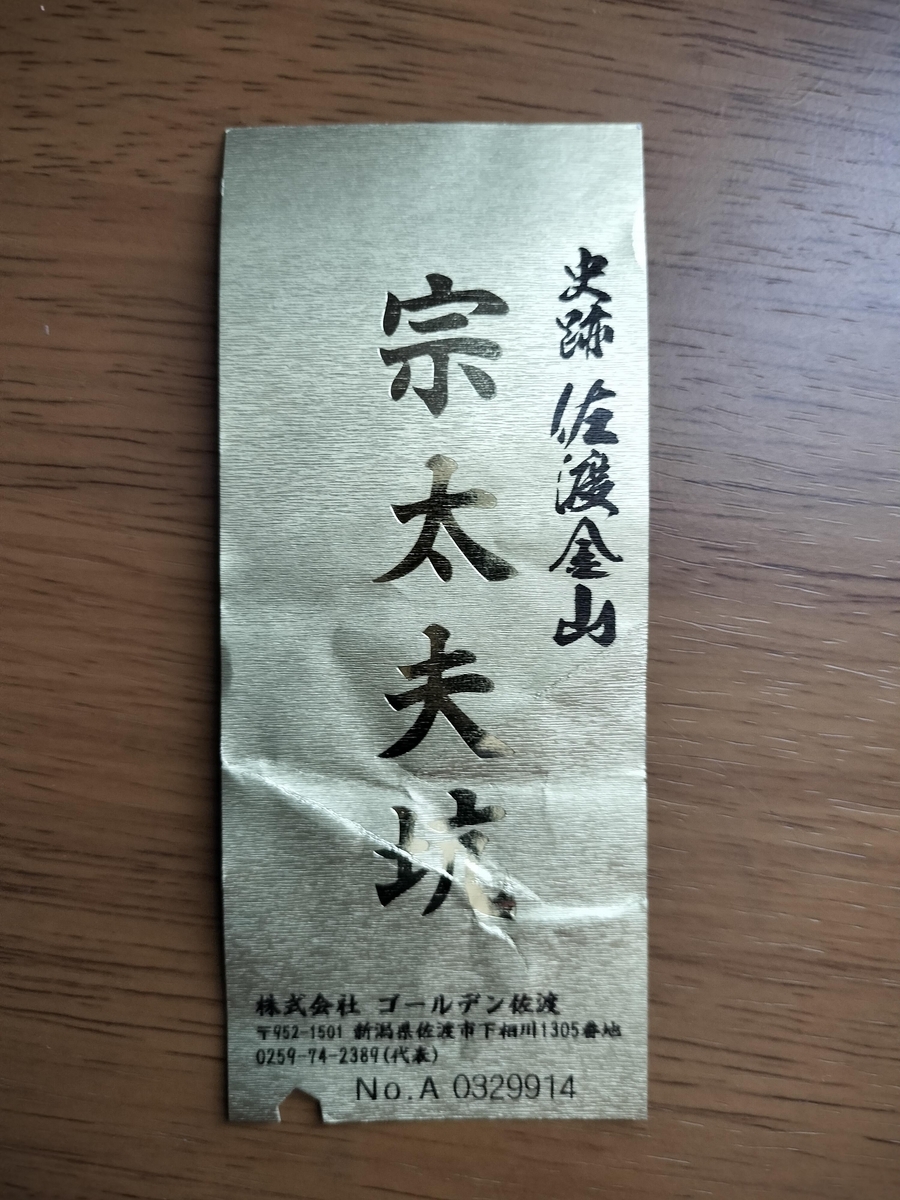 史跡 佐渡金山
宗太夫坑
株式会社 ゴールデン佐渡
〒952-1501 新潟県佐渡市下相川1305番地
0259-74-2389(代表)
No.A 0329914